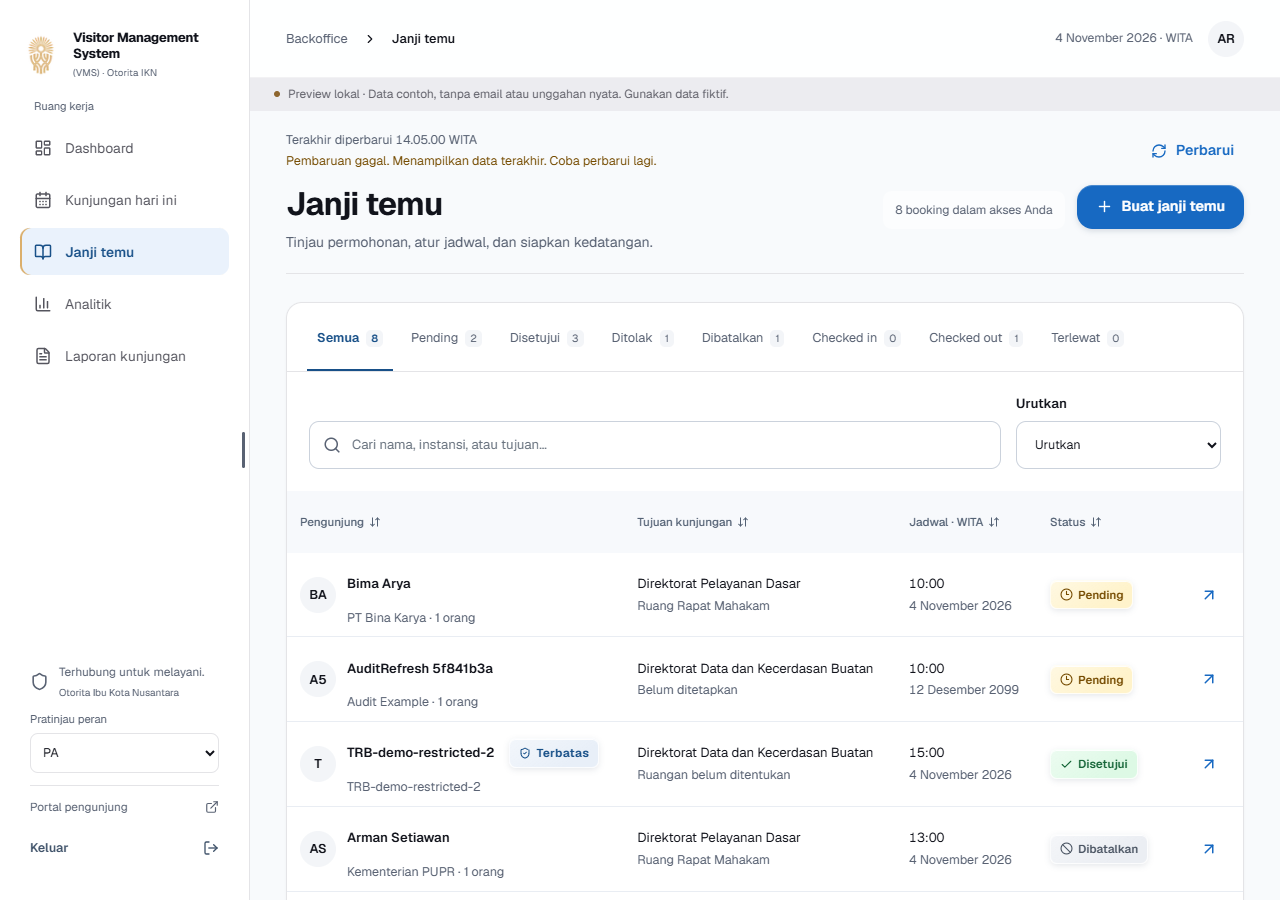 Visitor Management
System
(VMS) · Otorita IKN
Ruang kerja
Dashboard
Kunjungan hari ini
Janji temu
Analitik
Laporan kunjungan
Terhubung untuk melayani.
Otorita Ibu Kota Nusantara
Pratinjau peran
PA
Portal pengunjung
Keluar
Backoffice
Janji temu
4 November 2026 · WITA
AR
Preview lokal · Data contoh, tanpa email atau unggahan nyata. Gunakan data fiktif.
Terakhir diperbarui 14.05.00 WITA
Pembaruan gagal. Menampilkan data terakhir. Coba perbarui lagi.
Perbarui
Janji temu
8 booking dalam akses Anda
Buat janji temu
Tinjau permohonan, atur jadwal, dan siapkan kedatangan.
Semua 8 Pending 2 Disetujui 3 Ditolak 1 Dibatalkan 1 Checked in 0 Checked out 1 Terlewat 0
Urutkan
Cari nama, instansi, atau tujuan...
Urutkan
Pengunjung Tujuan kunjungan Jadwal · WITA Status
BA
Bima Arya
PT Bina Karya · 1 orang
Direktorat Pelayanan Dasar
Ruang Rapat Mahakam
10:00
4 November 2026
Pending
A5
AuditRefresh 5f841b3a
Audit Example · 1 orang
Direktorat Data dan Kecerdasan Buatan
Belum ditetapkan
10:00
12 Desember 2099
Pending
T
TRB-demo-restricted-2
Terbatas
TRB-demo-restricted-2
Direktorat Data dan Kecerdasan Buatan
Ruangan belum ditentukan
15:00
4 November 2026
Disetujui
AS
Arman Setiawan
Kementerian PUPR · 1 orang
Direktorat Pelayanan Dasar
Ruang Rapat Mahakam
13:00
4 November 2026
Dibatalkan